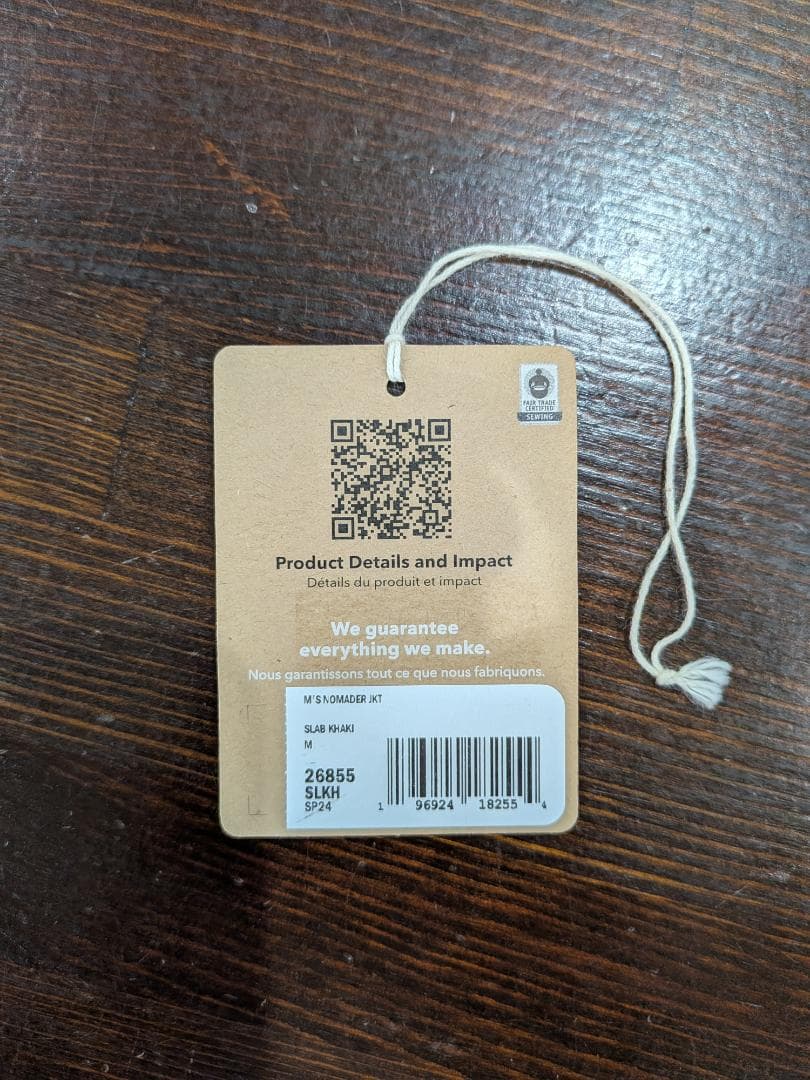 FAIR TRADE
CERTIFIED
SEWING
Product Details and Impact
Détails du produit et impact
We guarantee
everything we make.
Nous garantissons tout ce que nous fabriquons.
M'S NOMADER JKT
SLAB KHAKI
M
26855
SLKH
SP24
1 96924 18255 4